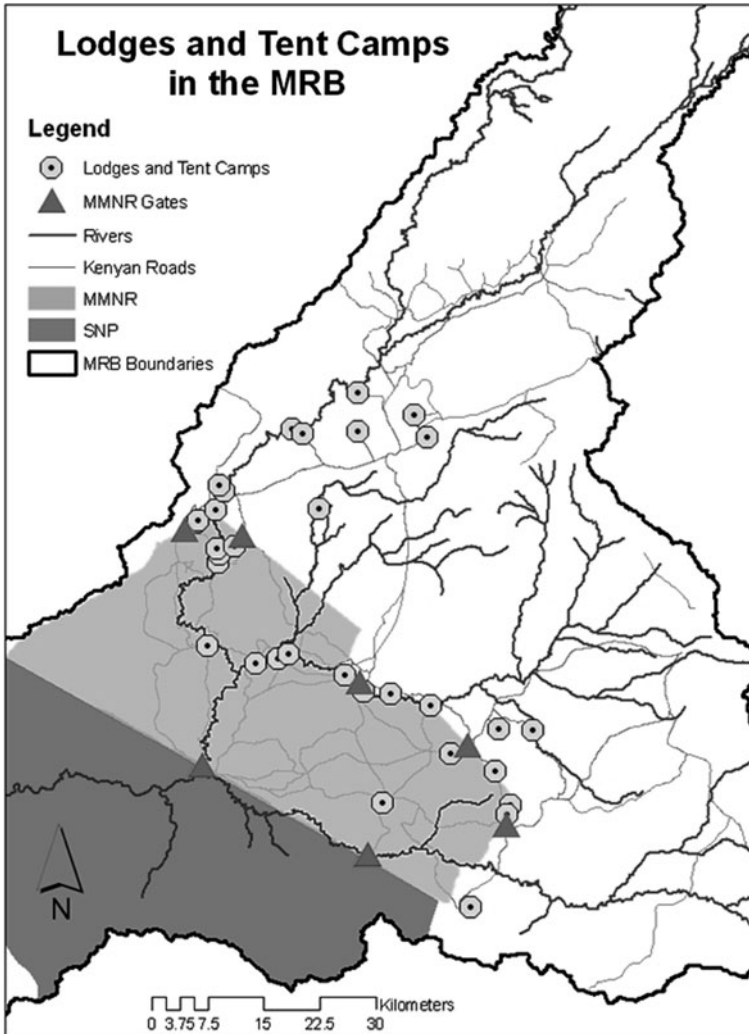 Lodges and Tent Camps
in the MRB
Legend
Lodges and Tent Camps
MMNR Gates
Rivers
Kenyan Roads
MMNR
SNP
MRB Boundaries
N
Kilometers
0 3.75 7.5 15 22.5 30